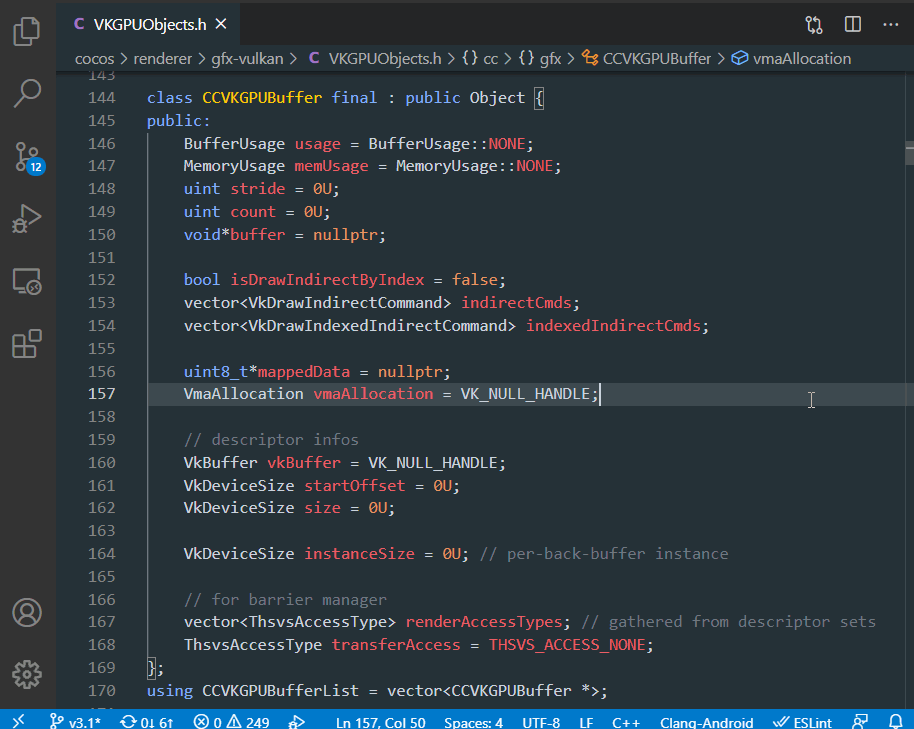 C VKGPUObjects.h ×
cocos > renderer > gfx-vulkan > C VKGPUObjects.h > {} cc > {} gfx > CCVKGPUBuffer > vmaAllocation
143
144 class CCVKGPUBuffer final : public Object {
145 public:
146 BufferUsage usage = BufferUsage::NONE;
147 MemoryUsage memUsage = MemoryUsage::NONE;
148 uint stride = 0U;
149 uint count = 0U;
150 void*buffer = nullptr;
151
152 bool isDrawIndirectByIndex = false;
153 vector<VkDrawIndirectCommand> indirectCmds;
154 vector<VkDrawIndexedIndirectCommand> indexedIndirectCmds;
155
156 uint8_t*mappedData = nullptr;
157 VmaAllocation vmaAllocation = VK_NULL_HANDLE;
158
159 // descriptor infos
160 VkBuffer vkBuffer = VK_NULL_HANDLE;
161 VkDeviceSize startOffset = 0U;
162 VkDeviceSize size = 0U;
163
164 VkDeviceSize instanceSize = 0U; // per-back-buffer instance
165
166 // for barrier manager
167 vector<ThsvsAccessType> renderAccessTypes; // gathered from descriptor sets
168 ThsvsAccessType transferAccess = THSVS_ACCESS_NONE;
169 };
170 using CCVKGPUBufferList = vector<CCVKGPUBuffer *>;
12
v3.1* 0↓ 6↑ 0 249 Ln 157, Col 50 Spaces: 4 UTF-8 LF C++ Clang-Android ESLint